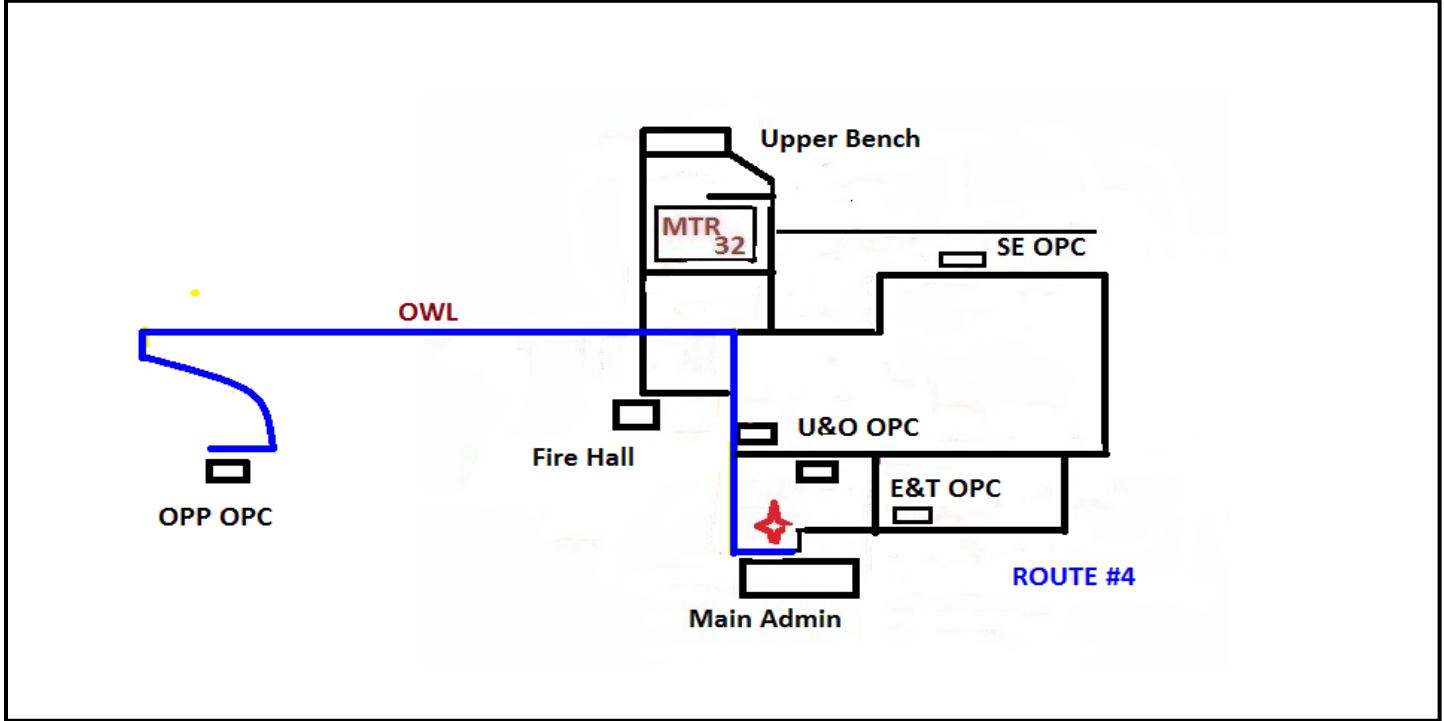 Upper Bench
MTR
32
SE OPC
OWL
U&O OPC
Fire Hall
E&T OPC
OPP OPC
ROUTE #4
Main Admin